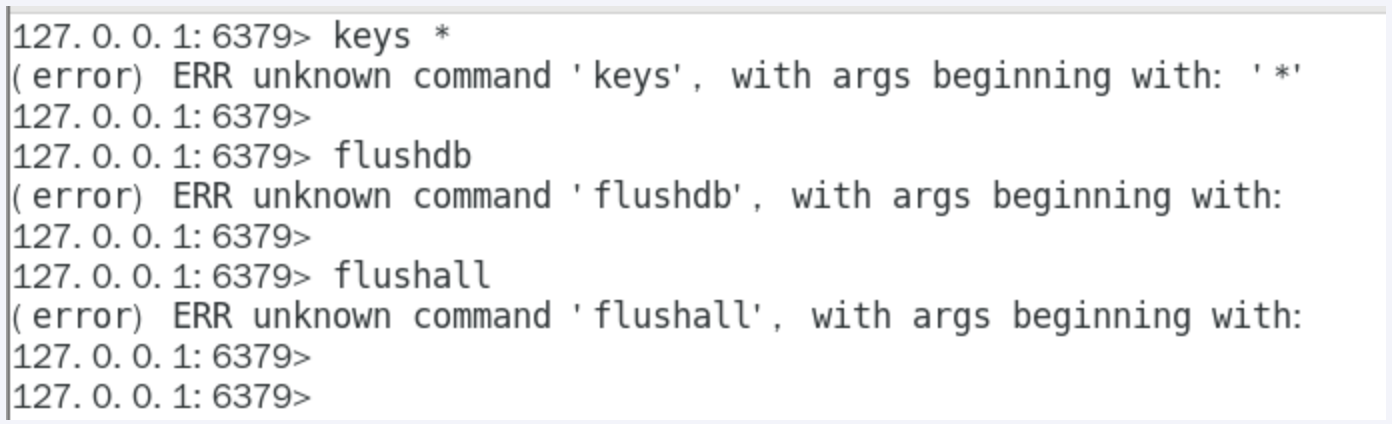 127.0.0.1:6379> keys *
(error) ERR unknown command 'keys', with args beginning with: '*'
127.0.0.1:6379>
127.0.0.1:6379> flushdb
(error) ERR unknown command 'flushdb', with args beginning with:
127.0.0.1:6379>
127.0.0.1:6379> flushall
(error) ERR unknown command 'flushall', with args beginning with:
127.0.0.1:6379>
127.0.0.1:6379>